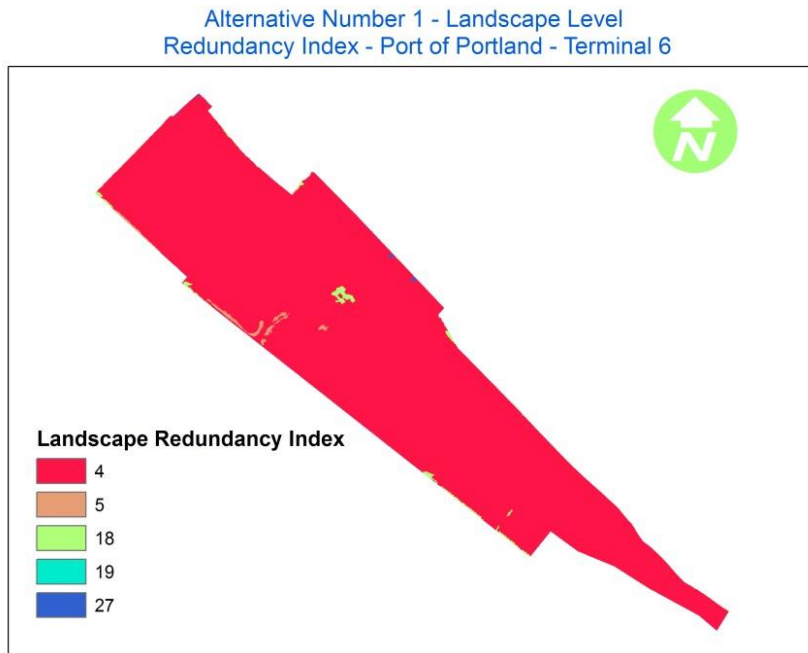 Alternative Number 1 - Landscape Level
Redundancy Index - Port of Portland - Terminal 6
N
Landscape Redundancy Index
4
5
18
19
27